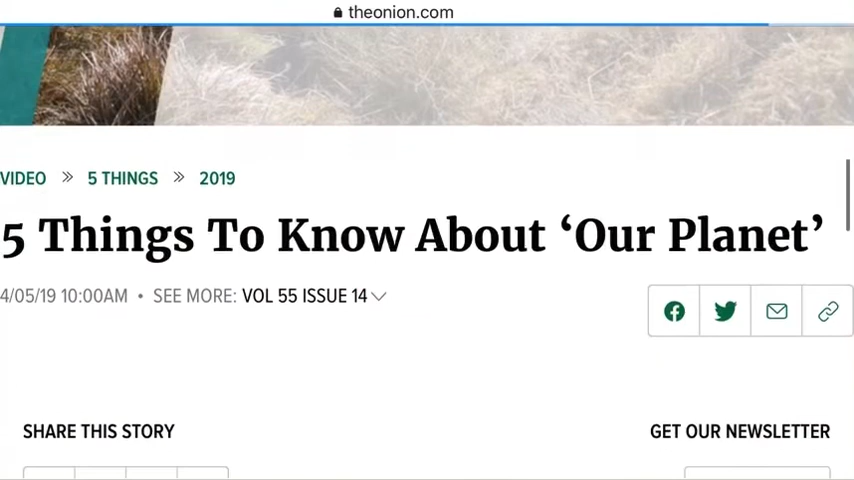 theonion.com
VIDEO » 5 THINGS » 2019
5 Things To Know About ‘Our Planet’
4/05/19 10:00AM • SEE MORE: VOL 55 ISSUE 14
SHARE THIS STORY
GET OUR NEWSLETTER